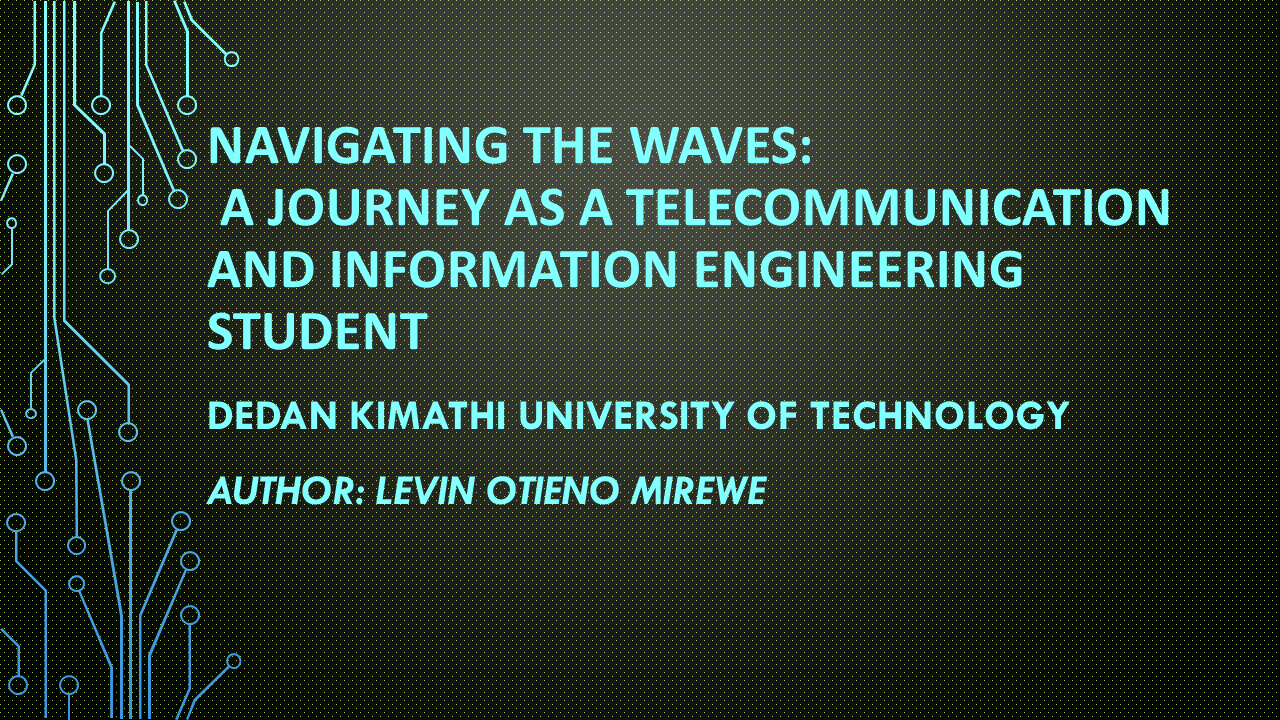 NAVIGATING THE WAVES:
A JOURNEY AS A TELECOMMUNICATION
AND INFORMATION ENGINEERING
STUDENT
DEDAN KIMATHI UNIVERSITY OF TECHNOLOGY
AUTHOR: LEVIN OTIENO MIREWE